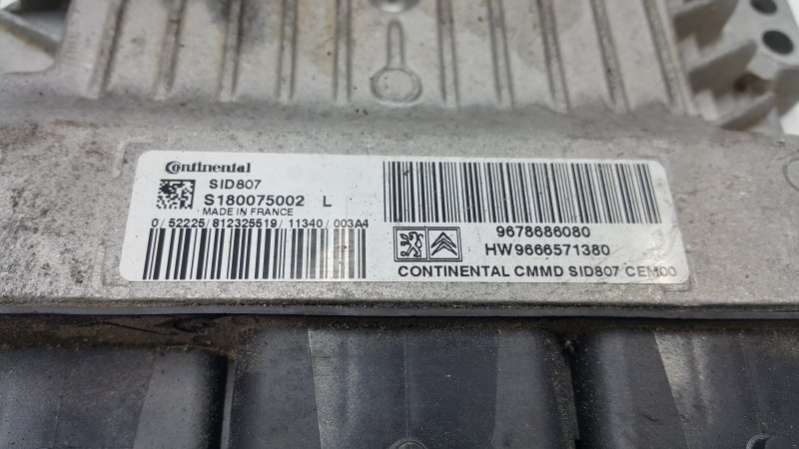 Continental
SID807
S180075002 L
MADE IN FRANCE
0/52225/812325519/11340/003A4
9678686080
HW9666571380
CONTINENTAL CMMD SID807 CEM00